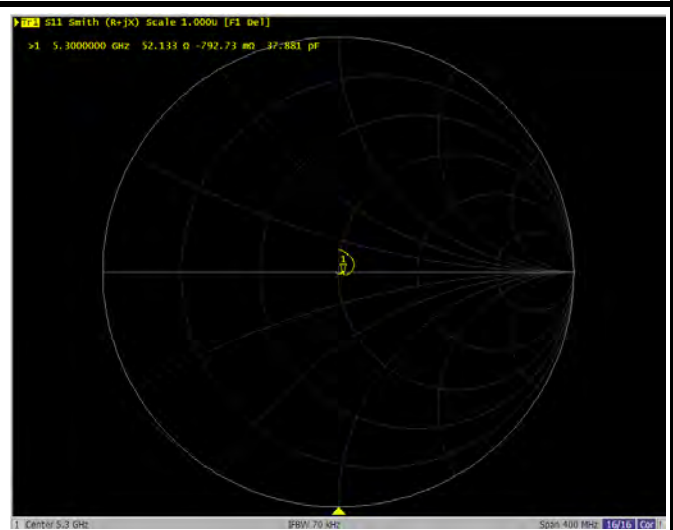 Tr1 S11 Smith (R+jX) Scale 1.000U [F1 Del]
>1 5.3000000 GHz 52.133 Ω -792.73 mΩ 37.881 pF
1
1 Center 5.3 GHz IFBW 70 kHz Span 400 MHz 16/16 Cor !